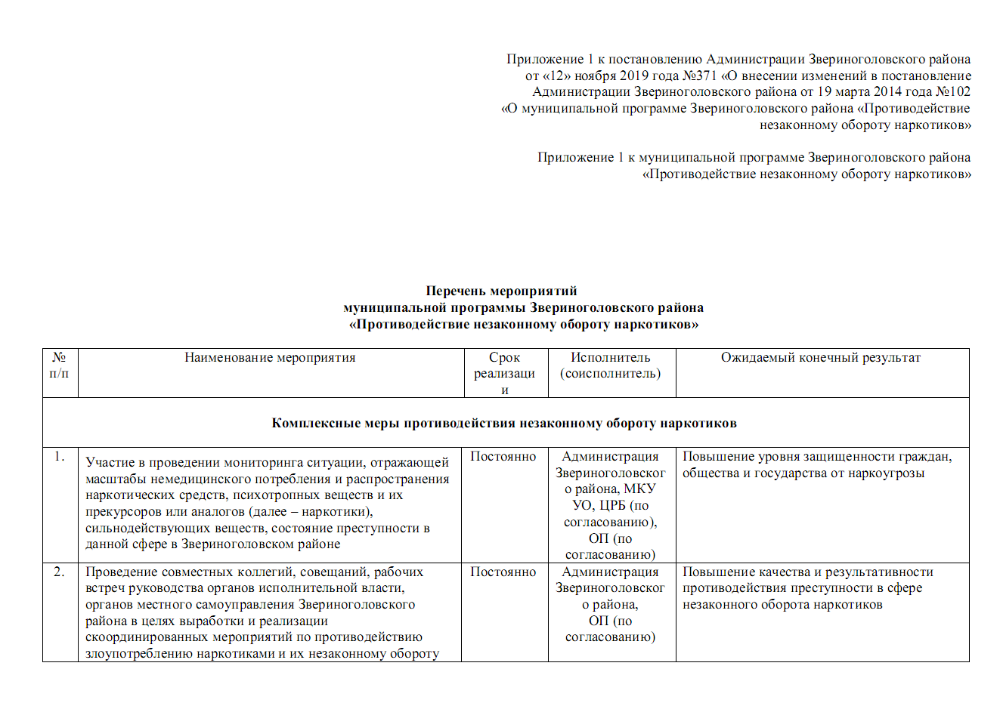 Приложение 1 к постановлению Администрации Звериноголовского района
от «12» ноября 2019 года №371 «О внесении изменений в постановление
Администрации Звериноголовского района от 19 марта 2014 года №102
«О муниципальной программе Звериноголовского района «Противодействие
незаконному обороту наркотиков»
Приложение 1 к муниципальной программе Звериноголовского района
«Противодействие незаконному обороту наркотиков»
Перечень мероприятий
муниципальной программы Звериноголовского района
«Противодействие незаконному обороту наркотиков»
№
п/п
Наименование мероприятия
Срок
реализаци
и
Исполнитель
(соисполнитель)
Ожидаемый конечный результат
Комплексные меры противодействия незаконному обороту наркотиков
1.
Участие в проведении мониторинга ситуации, отражающей
масштабы немедицинского потребления и распространения
наркотических средств, психотропных веществ и их
прекурсоров или аналогов (далее – наркотики),
сильнодействующих веществ, состояние преступности в
данной сфере в Звериноголовском районе
Постоянно
Администрация
Звериноголовског
о района, МКУ
УО, ЦРБ (по
согласованию),
ОП (по
согласованию)
Повышение уровня защищенности граждан,
общества и государства от наркоугрозы
2.
Проведение совместных коллегий, совещаний, рабочих
встреч руководства органов исполнительной власти,
органов местного самоуправления Звериноголовского
района в целях выработки и реализации
скоординированных мероприятий по противодействию
злоупотреблению наркотиками и их незаконному обороту
Постоянно
Администрация
Звериноголовског
о района,
ОП (по
согласованию)
Повышение качества и результативности
противодействия преступности в сфере
незаконного оборота наркотиков